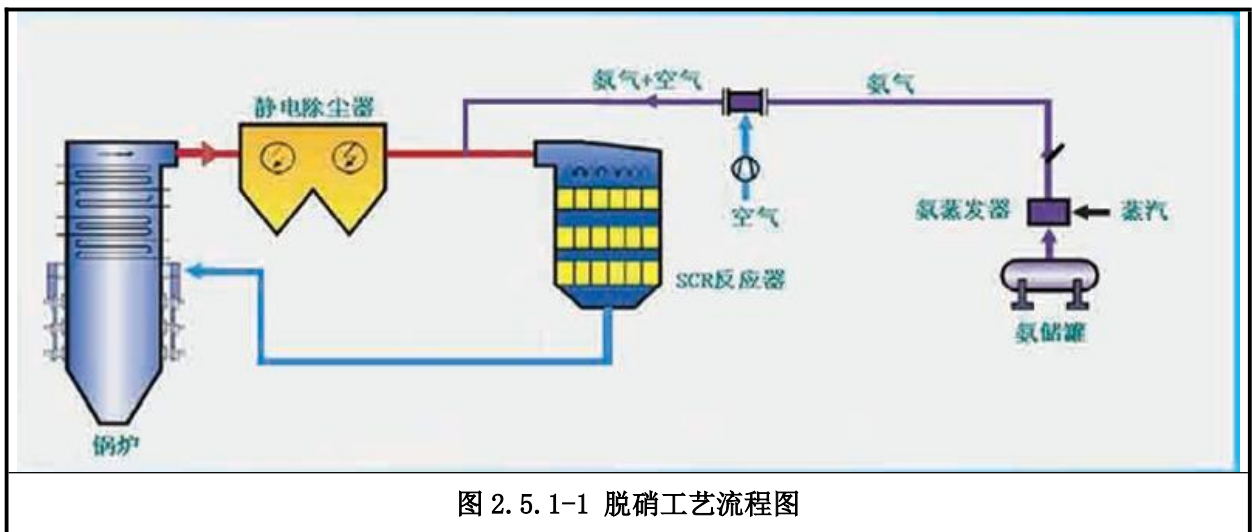 氨气+空气
氨气
静电除尘器
空气
氨蒸发器
蒸汽
SCR反应器
氨储罐
锅炉
图 2.5.1-1 脱硝工艺流程图